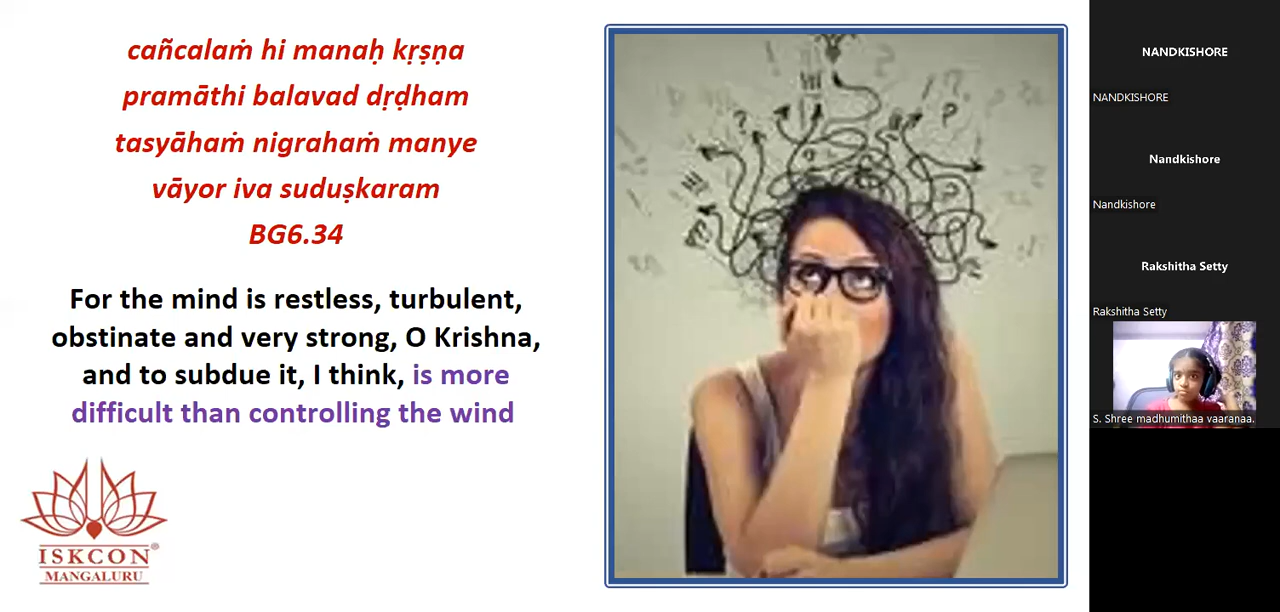 cañcalaṁ hi manaḥ kṛṣṇa
pramāthi balavad dṛḍham
tasyāhaṁ nigrahaṁ manye
vāyor iva suduṣkaram
BG6.34
For the mind is restless, turbulent,
obstinate and very strong, O Krishna,
and to subdue it, I think, is more
difficult than controlling the wind
ISKCON®
MANGALURU
NANDKISHORE
NANDKISHORE
Nandkishore
Nandkishore
Rakshitha Setty
Rakshitha Setty
S. Shree madhumithaa vaaranaa.